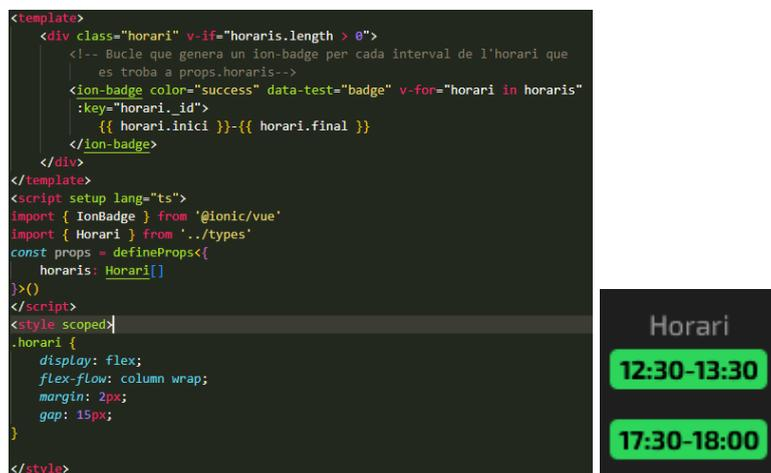 <template>
<div class="horari" v-if="horaris.length > 0">
<!-- Bucle que genera un ion-badge per cada interval de l'horari que
es troba a props.horaris-->
<ion-badge color="success" data-test="badge" v-for="horari in horaris"
:key="horari._id">
{{ horari.inici }}-{{ horari.final }}
</ion-badge>
</div>
</template>
<script setup lang="ts">
import { IonBadge } from '@ionic/vue'
import { Horari } from '../types'
const props = defineProps<{
horaris: Horari[]
}>()
</script>
<style scoped>
.horari {
display: flex;
flex-flow: column wrap;
margin: 2px;
gap: 15px;
}
</style>
Horari
12:30-13:30
17:30-18:00